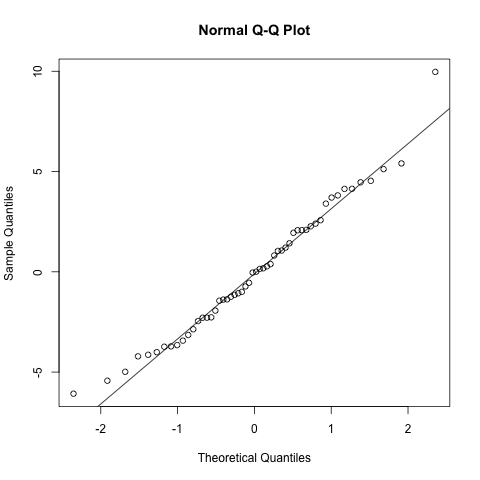 Normal Q-Q Plot
10
5
0
-5
Sample Quantiles
-2 -1 0 1 2
Theoretical Quantiles